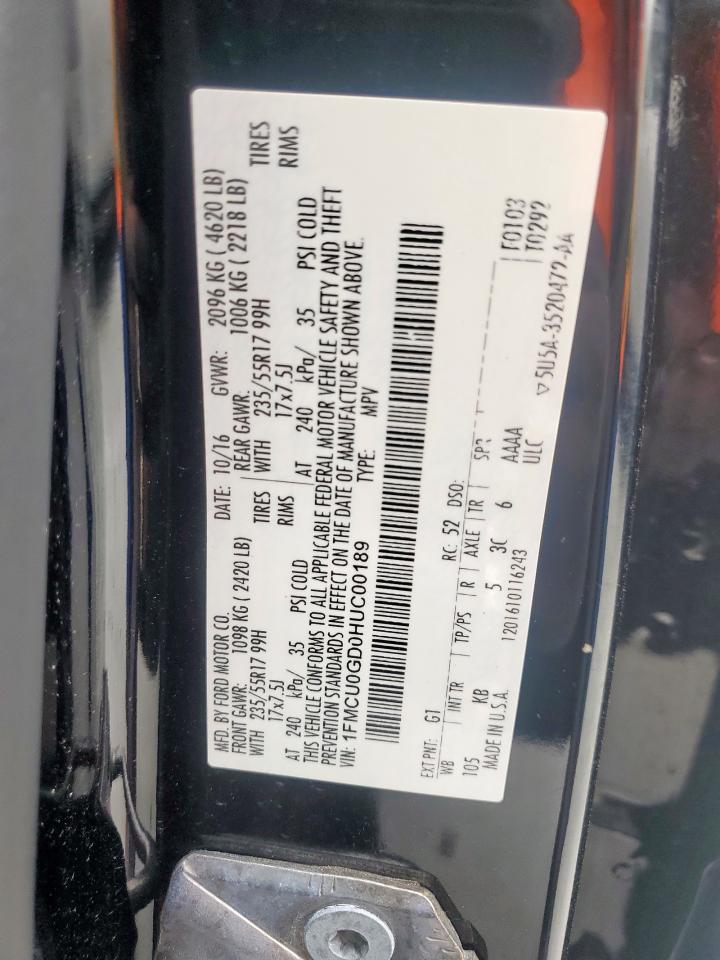 MFD. BY FORD MOTOR CO. DATE: 10/16 GVWR: 2096 KG ( 4620 LB)
FRONT GAWR: 1098 KG ( 2420 LB) REAR GAWR: 1006 KG ( 2218 LB)
WITH 235/55R17 99H TIRES WITH 235/55R17 99H TIRES
17x7.5J RIMS 17x7.5J RIMS
AT 240 kPa/ 35 PSI COLD AT 240 kPa/ 35 PSI COLD
THIS VEHICLE CONFORMS TO ALL APPLICABLE FEDERAL MOTOR VEHICLE SAFETY AND THEFT
PREVENTION STANDARDS IN EFFECT ON THE DATE OF MANUFACTURE SHOWN ABOVE.
VIN: 1FMCU0GD0HUC00189 TYPE: MPV
EXT PNT: G1 RC: 52 DSO:
WB INT TR TP/PS R AXLE TR SPR
105 KB 5 3C 6 AAAA F0103
MADE IN U.S.A. 1201610116243 ULC T0292
▽5U5A-3520472-AA